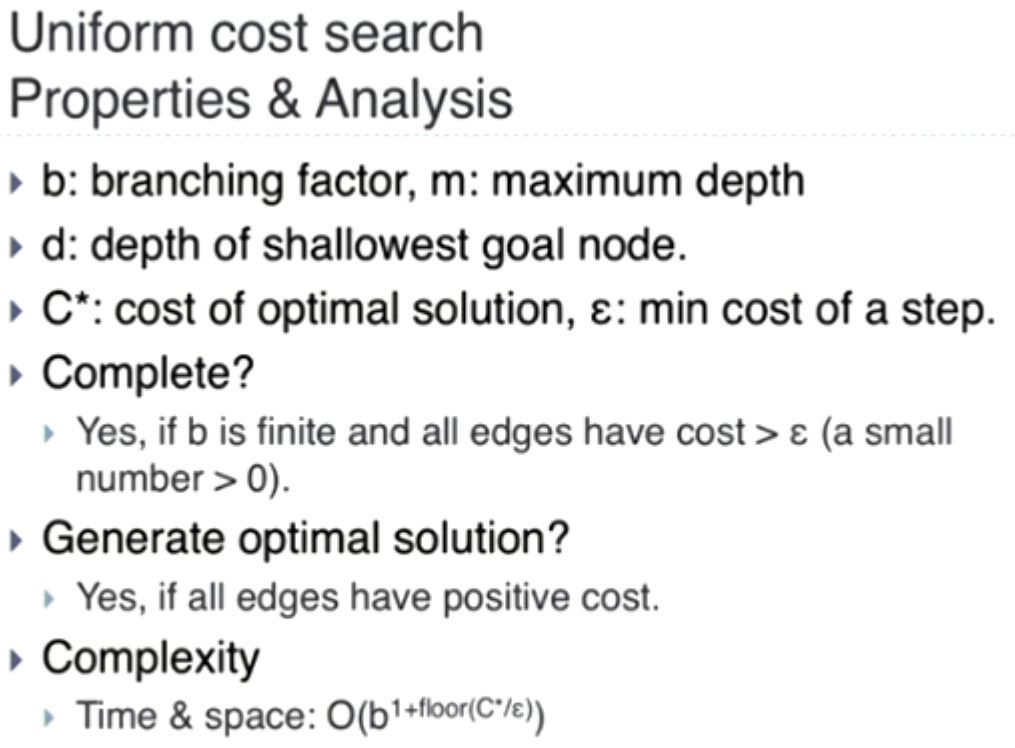 Uniform cost search
Properties & Analysis
b: branching factor, m: maximum depth
d: depth of shallowest goal node.
C*: cost of optimal solution, ε: min cost of a step.
Complete?
Yes, if b is finite and all edges have cost > ε (a small
number > 0).
Generate optimal solution?
Yes, if all edges have positive cost.
Complexity
Time & space: O(b^{1+floor(C*/ε)})